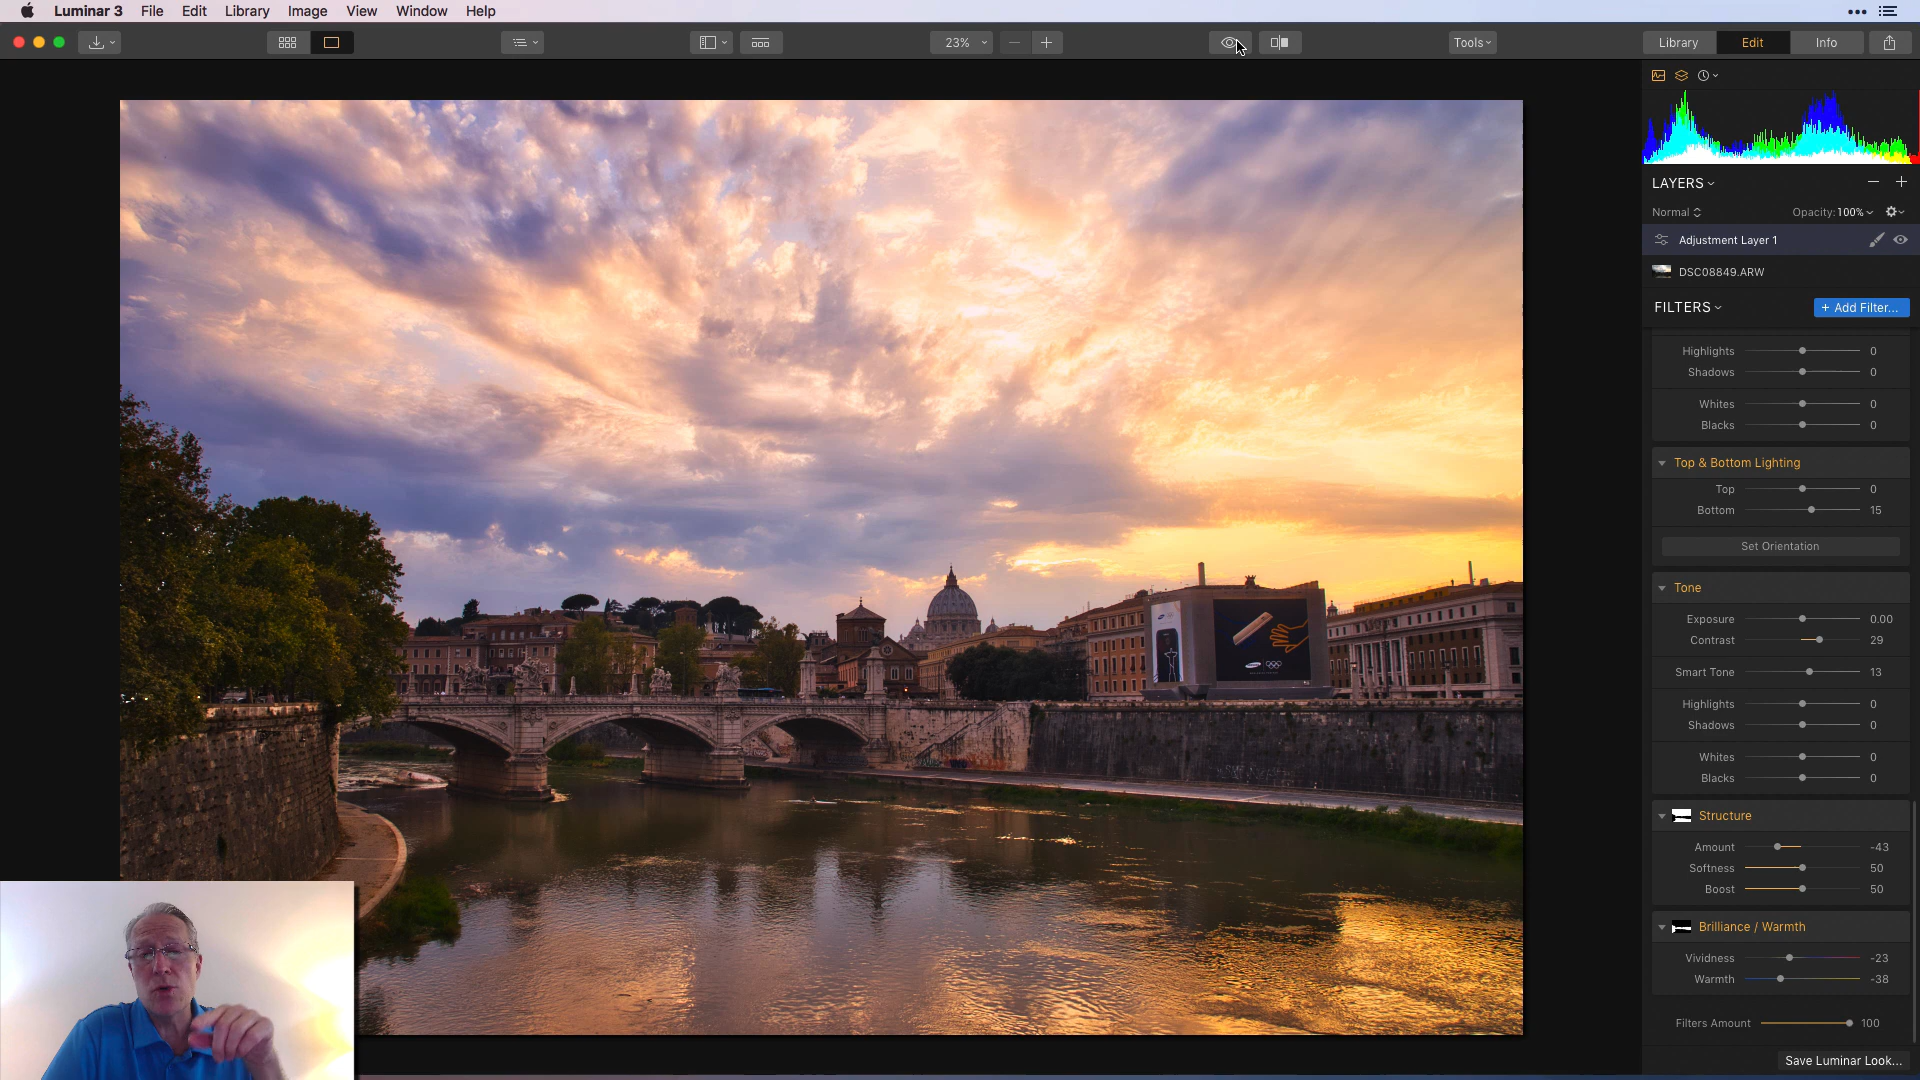 Luminar 3 File Edit Library Image View Window Help
23% Tools Library Edit Info
LAYERS
Normal Opacity: 100%
Adjustment Layer 1
DSC08849.ARW
FILTERS + Add Filter...
Highlights 0
Shadows 0
Whites 0
Blacks 0
Top & Bottom Lighting
Top 0
Bottom 15
Set Orientation
Tone
Exposure 0.00
Contrast 29
Smart Tone 13
Highlights 0
Shadows 0
Whites 0
Blacks 0
Structure
Amount -43
Softness 50
Boost 50
Brilliance / Warmth
Vividness -23
Warmth -38
Filters Amount 100
Save Luminar Look...